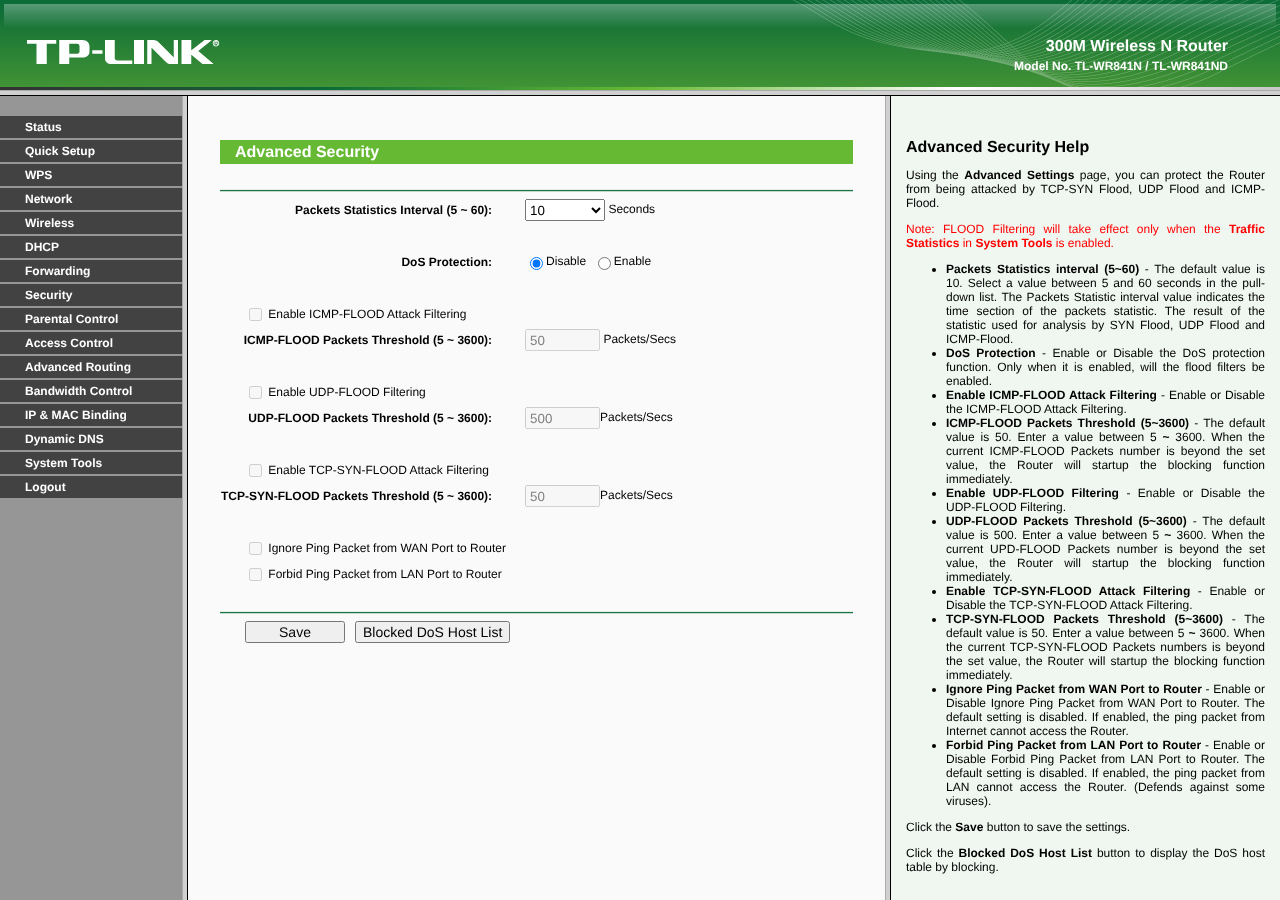 TP-LINK®
300M Wireless N Router
Model No. TL-WR841N / TL-WR841ND
Status
Quick Setup
WPS
Network
Wireless
DHCP
Forwarding
Security
Parental Control
Access Control
Advanced Routing
Bandwidth Control
IP & MAC Binding
Dynamic DNS
System Tools
Logout
Advanced Security
Packets Statistics Interval (5 ~ 60): 10 Seconds
DoS Protection: Disable Enable
Enable ICMP-FLOOD Attack Filtering
ICMP-FLOOD Packets Threshold (5 ~ 3600): 50 Packets/Secs
Enable UDP-FLOOD Filtering
UDP-FLOOD Packets Threshold (5 ~ 3600): 500 Packets/Secs
Enable TCP-SYN-FLOOD Attack Filtering
TCP-SYN-FLOOD Packets Threshold (5 ~ 3600): 50 Packets/Secs
Ignore Ping Packet from WAN Port to Router
Forbid Ping Packet from LAN Port to Router
Save Blocked DoS Host List
Advanced Security Help
Using the Advanced Settings page, you can protect the Router
from being attacked by TCP-SYN Flood, UDP Flood and ICMP-
Flood.
Note: FLOOD Filtering will take effect only when the Traffic
Statistics in System Tools is enabled.
• Packets Statistics interval (5~60) - The default value is
10. Select a value between 5 and 60 seconds in the pull-
down list. The Packets Statistic interval value indicates the
time section of the packets statistic. The result of the
statistic used for analysis by SYN Flood, UDP Flood and
ICMP-Flood.
• DoS Protection - Enable or Disable the DoS protection
function. Only when it is enabled, will the flood filters be
enabled.
• Enable ICMP-FLOOD Attack Filtering - Enable or Disable
the ICMP-FLOOD Attack Filtering.
• ICMP-FLOOD Packets Threshold (5~3600) - The default
value is 50. Enter a value between 5 ~ 3600. When the
current ICMP-FLOOD Packets number is beyond the set
value, the Router will startup the blocking function
immediately.
• Enable UDP-FLOOD Filtering - Enable or Disable the
UDP-FLOOD Filtering.
• UDP-FLOOD Packets Threshold (5~3600) - The default
value is 500. Enter a value between 5 ~ 3600. When the
current UPD-FLOOD Packets number is beyond the set
value, the Router will startup the blocking function
immediately.
• Enable TCP-SYN-FLOOD Attack Filtering - Enable or
Disable the TCP-SYN-FLOOD Attack Filtering.
• TCP-SYN-FLOOD Packets Threshold (5~3600) - The
default value is 50. Enter a value between 5 ~ 3600. When
the current TCP-SYN-FLOOD Packets numbers is beyond
the set value, the Router will startup the blocking function
immediately.
• Ignore Ping Packet from WAN Port to Router - Enable or
Disable Ignore Ping Packet from WAN Port to Router. The
default setting is disabled. If enabled, the ping packet from
Internet cannot access the Router.
• Forbid Ping Packet from LAN Port to Router - Enable or
Disable Forbid Ping Packet from LAN Port to Router. The
default setting is disabled. If enabled, the ping packet from
LAN cannot access the Router. (Defends against some
viruses).
Click the Save button to save the settings.
Click the Blocked DoS Host List button to display the DoS host
table by blocking.